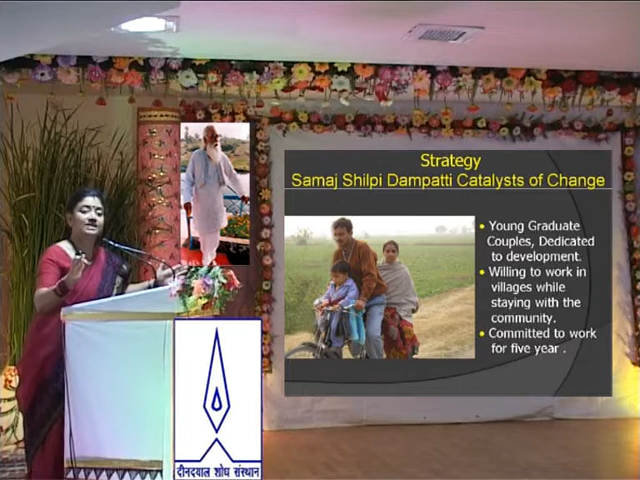 Strategy
Samaj Shilpi Dampatti Catalysts of Change
• Young Graduate
Couples, Dedicated
to development.
• Willing to work in
villages while
staying with the
community.
• Committed to work
for five year .
दीनदयाल शोध संस्थान